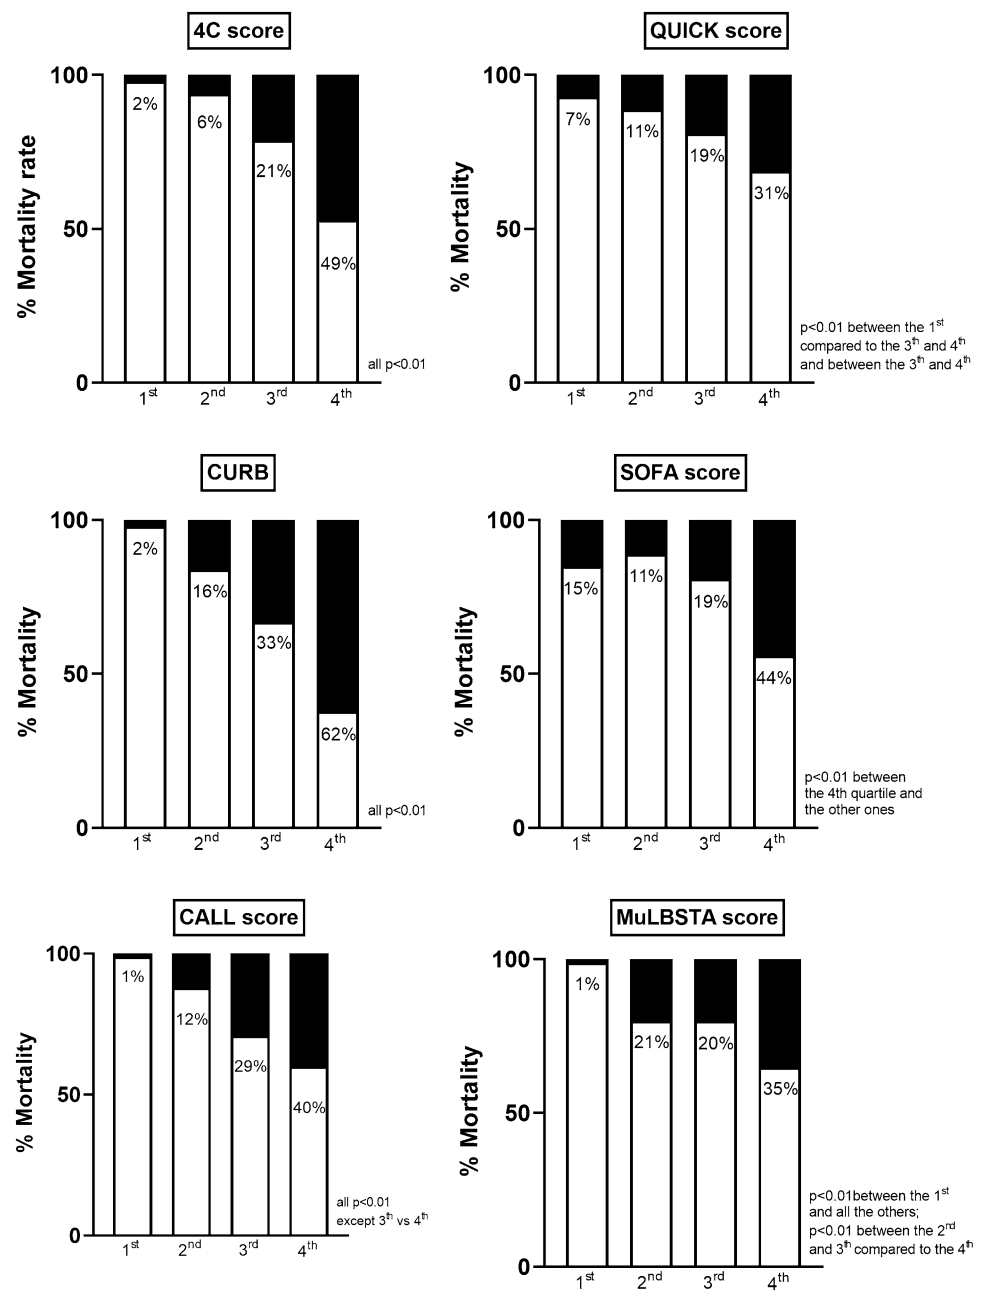 4C score
% Mortality rate
100
50
0
2%
6%
21%
49%
1st
2nd
3rd
4th
all p<0.01
QUICK score
% Mortality
100
50
0
7%
11%
19%
31%
1st
2nd
3rd
4th
p<0.01 between the 1st
compared to the 3th and 4th
and between the 3th and 4th
CURB
% Mortality
100
50
0
2%
16%
33%
62%
1st
2nd
3rd
4th
all p<0.01
SOFA score
% Mortality
100
50
0
15%
11%
19%
44%
1st
2nd
3rd
4th
p<0.01 between
the 4th quartile and
the other ones
CALL score
% Mortality
100
50
0
1%
12%
29%
40%
1st
2nd
3rd
4th
all p<0.01
except 3th vs 4th
MuLBSTA score
% Mortality
100
50
0
1%
21%
20%
35%
1st
2nd
3rd
4th
p<0.01between the 1st
and all the others;
p<0.01 between the 2nd
and 3th compared to the 4th